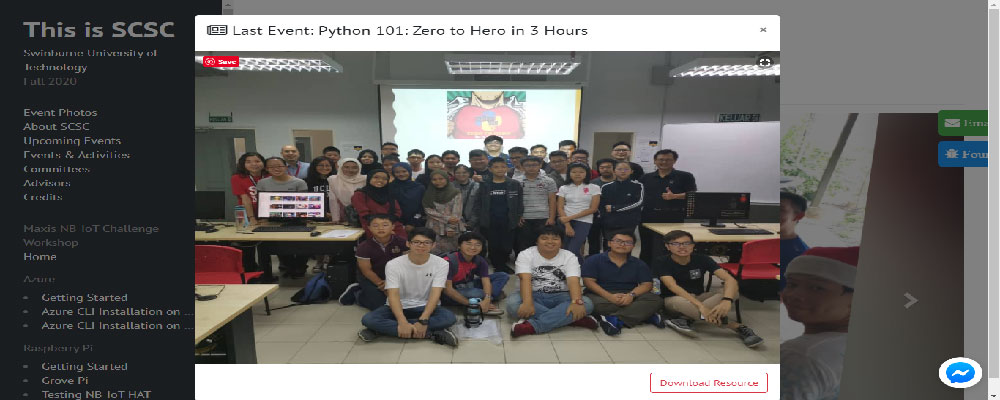 This is SCSC
Swinburne University of
Technology
Fall 2020
Event Photos
About SCSC
Upcoming Events
Events & Activities
Committees
Advisors
Credits
Maxis NB IoT Challenge
Workshop
Home
Azure
Getting Started
Azure CLI Installation on ...
Azure CLI Installation on ...
Raspberry Pi
Getting Started
Grove Pi
Testing NB IoT HAT
Last Event: Python 101: Zero to Hero in 3 Hours
×
Save
KELUAR
Download Resource
Ema
Fou